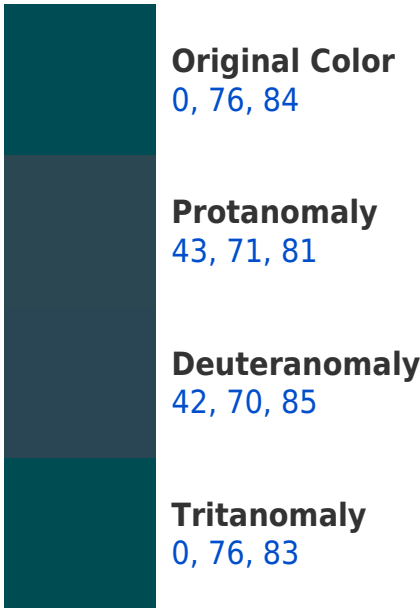 Original Color
0, 76, 84
Protanomaly
43, 71, 81
Deuteranomaly
42, 70, 85
Tritanomaly
0, 76, 83